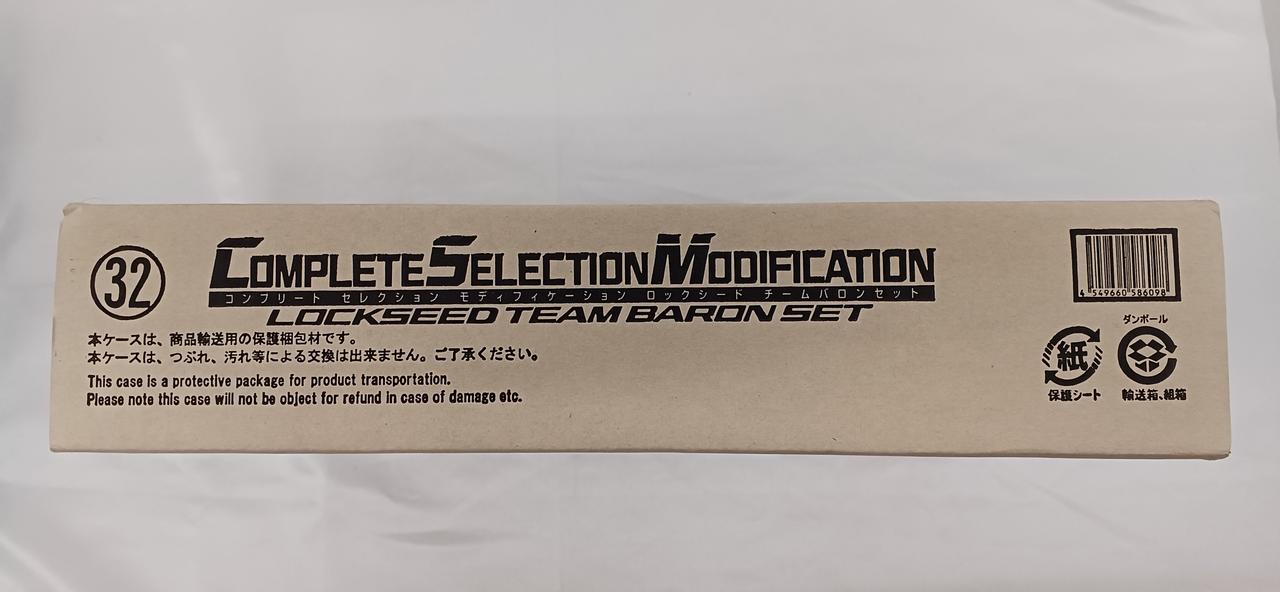 32
COMPLETE SELECTION MODIFICATION
コンプリート セレクション モディフィケーション ロックシード チームバロンセット
LOCKSEED TEAM BARON SET
本ケースは、商品輸送用の保護梱包材です。
本ケースは、つぶれ、汚れ等による交換は出来ません。ご了承ください。
This case is a protective package for product transportation.
Please note this case will not be object for refund in case of damage etc.
4 549660 586098
紙
保護シート
ダンボール
輸送箱、組箱